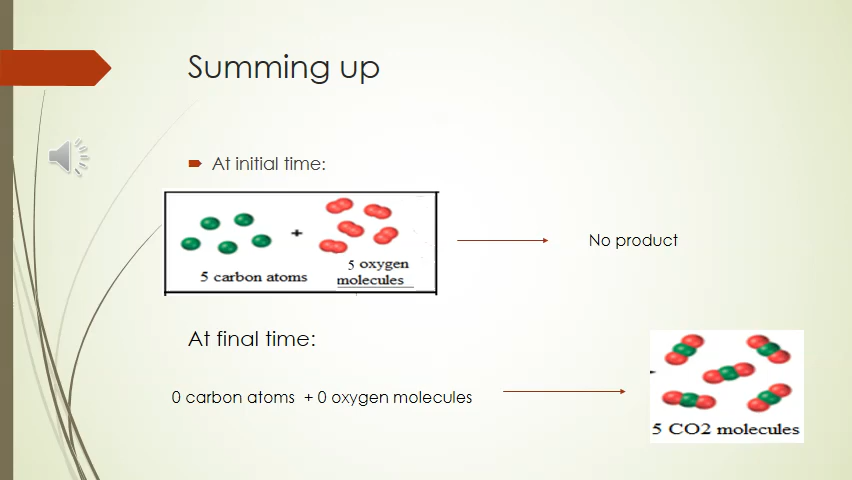 Summing up
At initial time:
+
5 carbon atoms
5 oxygen
molecules
No product
At final time:
0 carbon atoms + 0 oxygen molecules
5 CO2 molecules